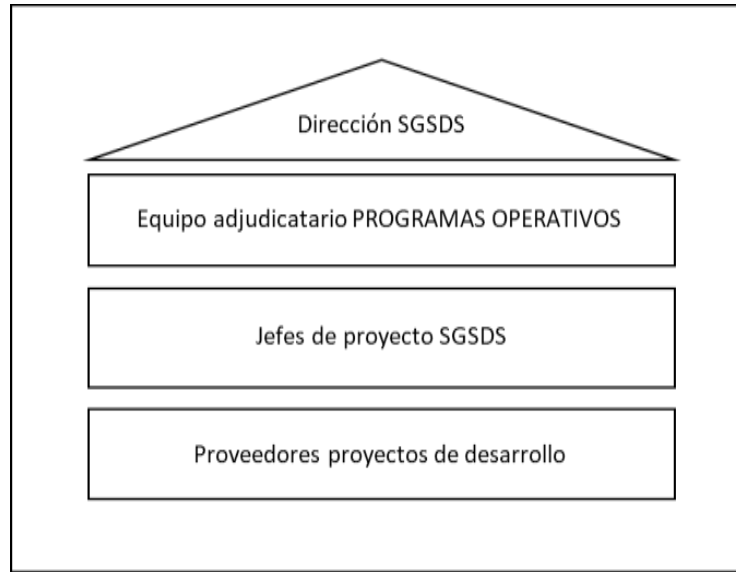 Dirección SGSDS
Equipo adjudicatario PROGRAMAS OPERATIVOS
Jefes de proyecto SGSDS
Proveedores proyectos de desarrollo